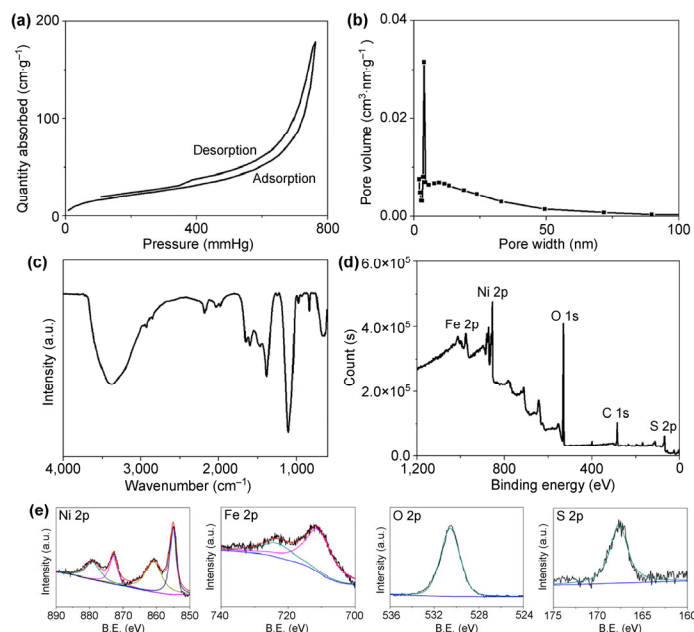 (a)
200
150
100
50
0
Quantity absorbed (cm·g⁻¹)
Desorption
Adsorption
0 400 800
Pressure (mmHg)
(b)
0.04
0.02
0.00
Pore volume (cm³·nm·g⁻¹)
0 25 50 75 100
Pore width (nm)
(c)
Intensity (a.u.)
4,000 3,000 2,000 1,000
Wavenumber (cm⁻¹)
(d)
6.0×10⁵
4.0×10⁵
2.0×10⁵
0.0
Count (s)
Fe 2p
Ni 2p
O 1s
C 1s
S 2p
1,200 800 400 0
Binding energy (eV)
(e)
Ni 2p
Intensity (a.u.)
890 880 870 860 850
B.E. (eV)
Fe 2p
Intensity (a.u.)
740 720 700
B.E. (eV)
O 2p
Intensity (a.u.)
536 532 528 524
B.E. (eV)
S 2p
Intensity (a.u.)
175 170 165 160
B.E. (eV)